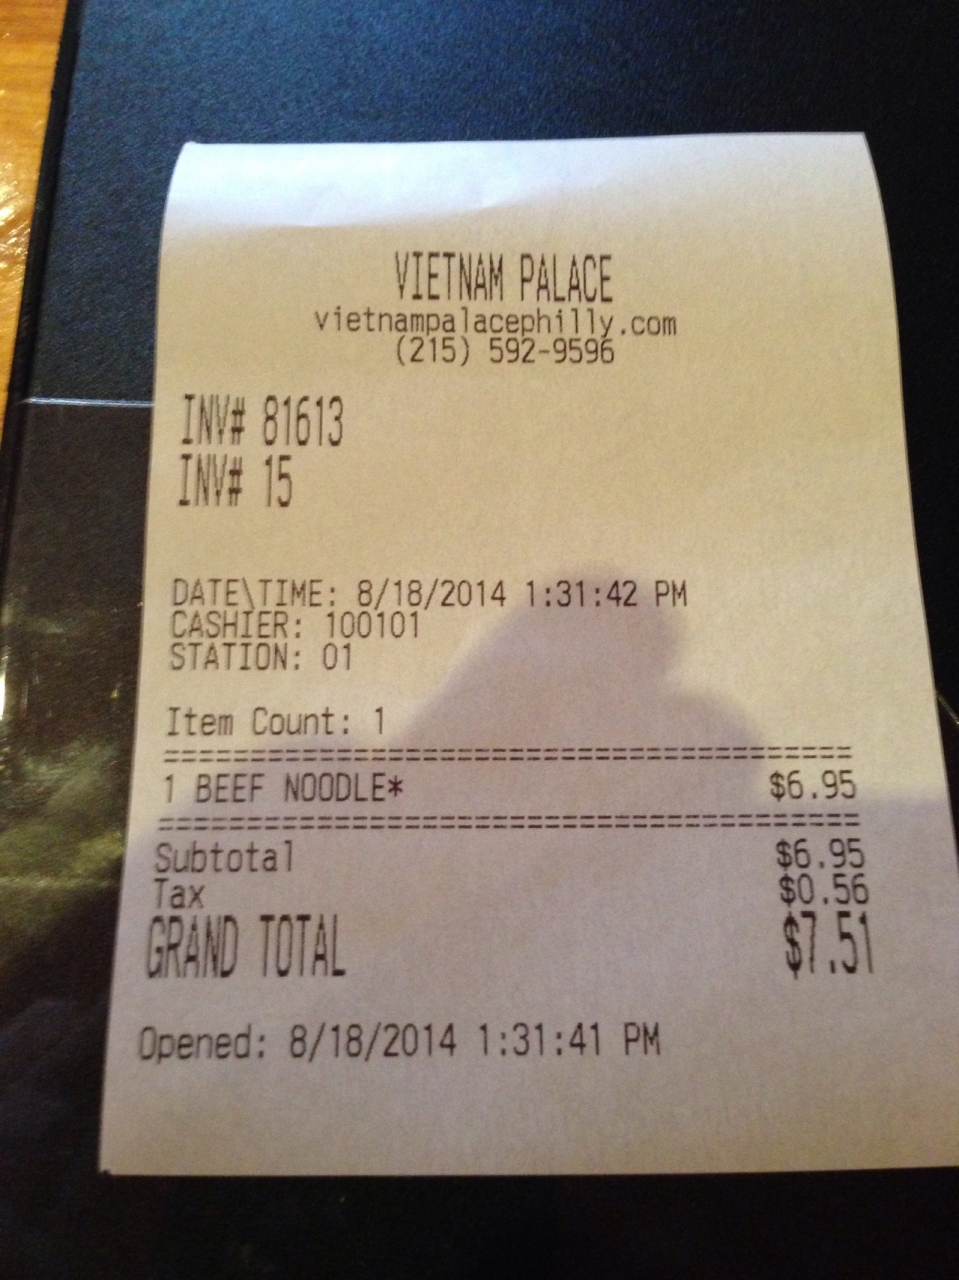 VIETNAM PALACE
vietnampalacephilly.com
(215) 592-9596
INV# 81613
INV# 15
DATE\TIME: 8/18/2014 1:31:42 PM
CASHIER: 100101
STATION: 01
Item Count: 1
1 BEEF NOODLE* $6.95
Subtotal $6.95
Tax $0.56
GRAND TOTAL $7.51
Opened: 8/18/2014 1:31:41 PM